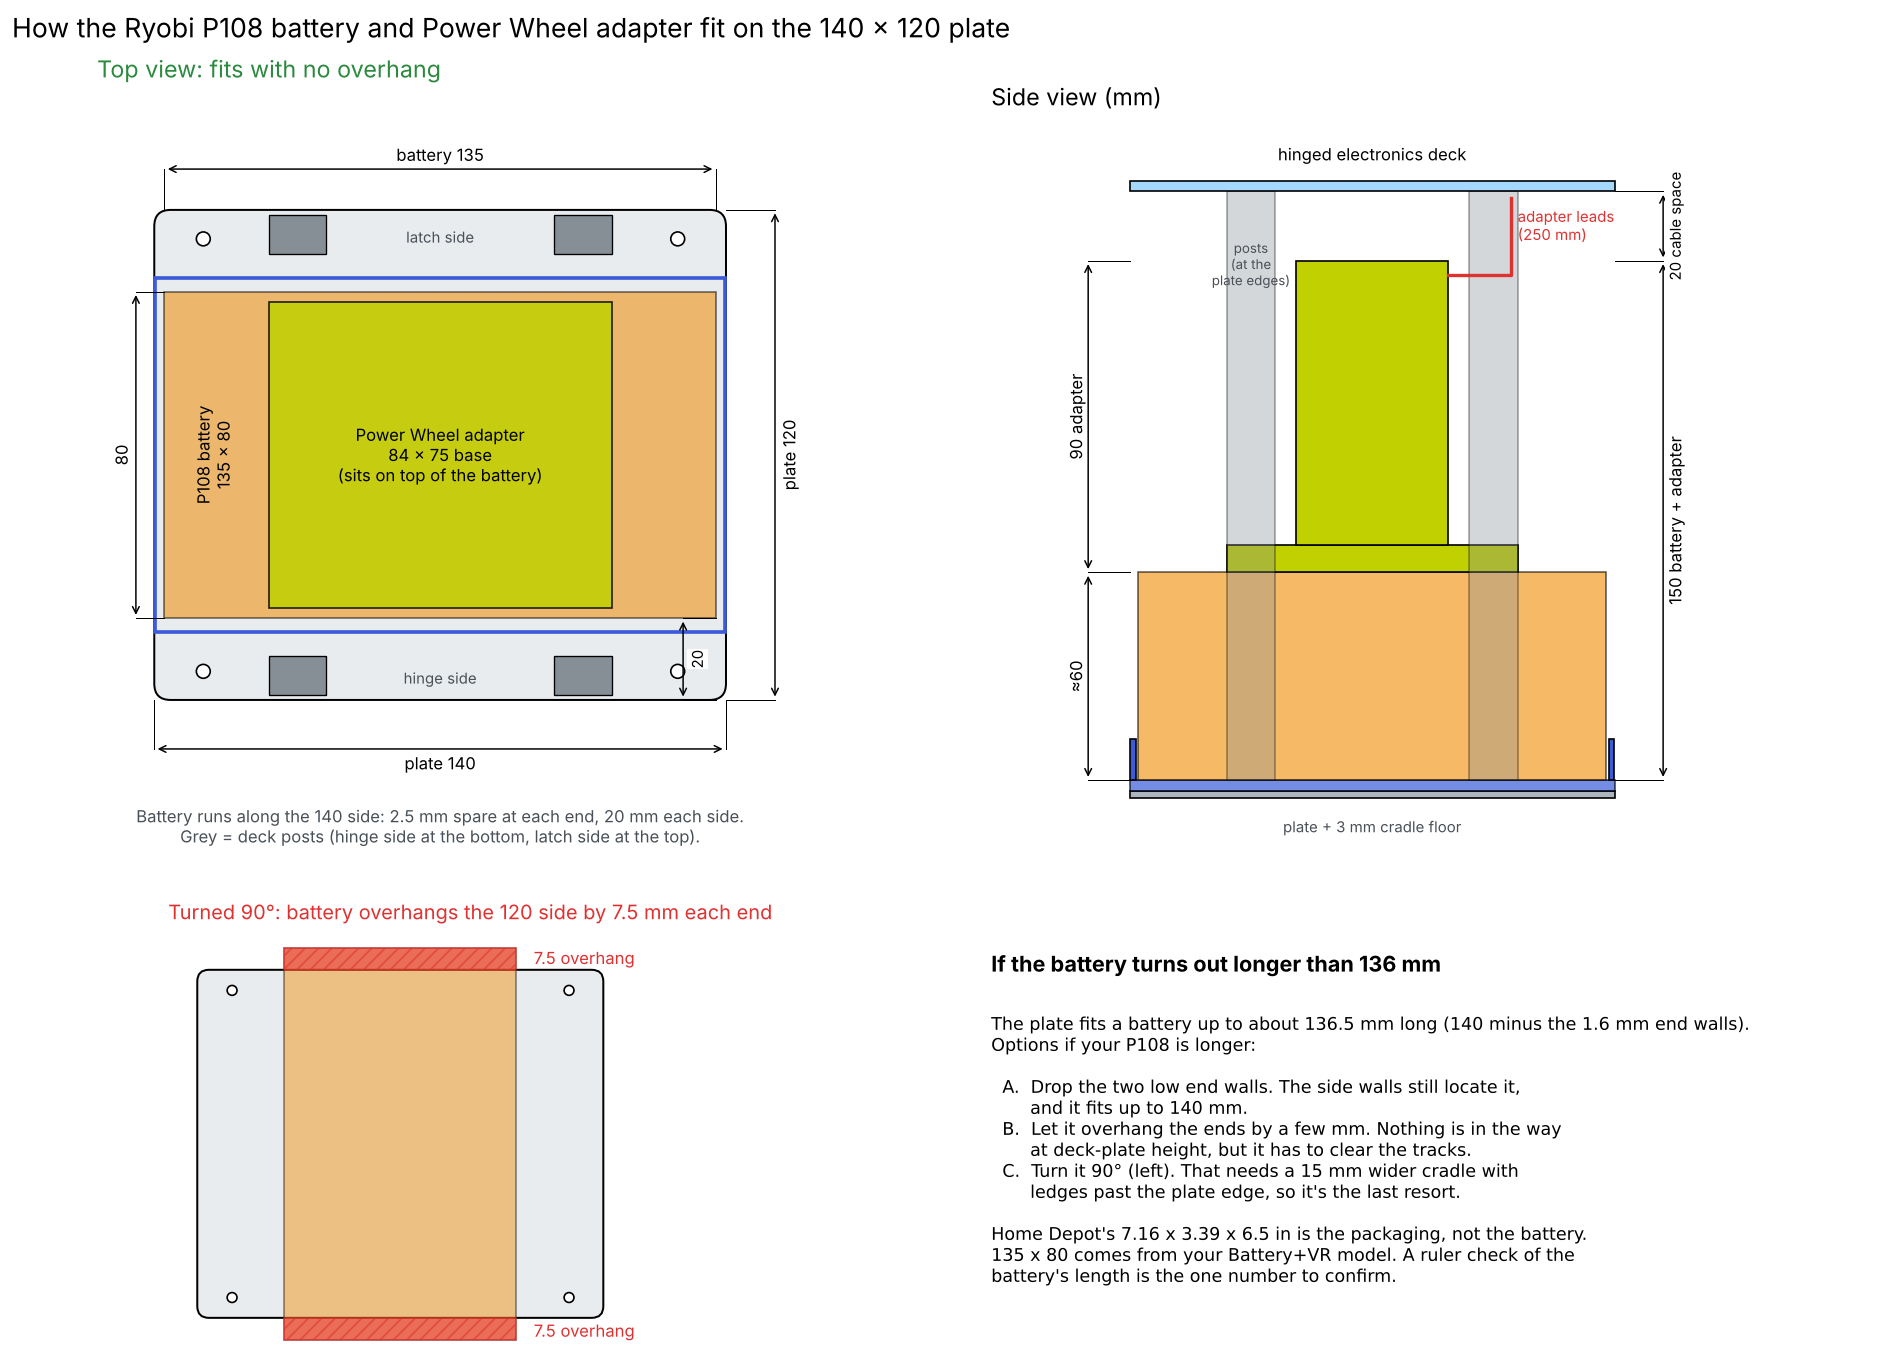 How the Ryobi P108 battery and Power Wheel adapter fit on the 140 × 120 plate
Top view: fits with no overhang
battery 135
latch side
80
P108 battery
135 × 80
Power Wheel adapter
84 × 75 base
(sits on top of the battery)
plate 120
20
hinge side
plate 140
Battery runs along the 140 side: 2.5 mm spare at each end, 20 mm each side.
Grey = deck posts (hinge side at the bottom, latch side at the top).
Side view (mm)
hinged electronics deck
20 cable space
adapter leads
(250 mm)
posts
(at the
plate edges)
90 adapter
150 battery + adapter
≈60
plate + 3 mm cradle floor
Turned 90°: battery overhangs the 120 side by 7.5 mm each end
7.5 overhang
7.5 overhang
If the battery turns out longer than 136 mm
The plate fits a battery up to about 136.5 mm long (140 minus the 1.6 mm end walls).
Options if your P108 is longer:
A. Drop the two low end walls. The side walls still locate it,
and it fits up to 140 mm.
B. Let it overhang the ends by a few mm. Nothing is in the way
at deck-plate height, but it has to clear the tracks.
C. Turn it 90° (left). That needs a 15 mm wider cradle with
ledges past the plate edge, so it's the last resort.
Home Depot's 7.16 x 3.39 x 6.5 in is the packaging, not the battery.
135 x 80 comes from your Battery+VR model. A ruler check of the
battery's length is the one number to confirm.